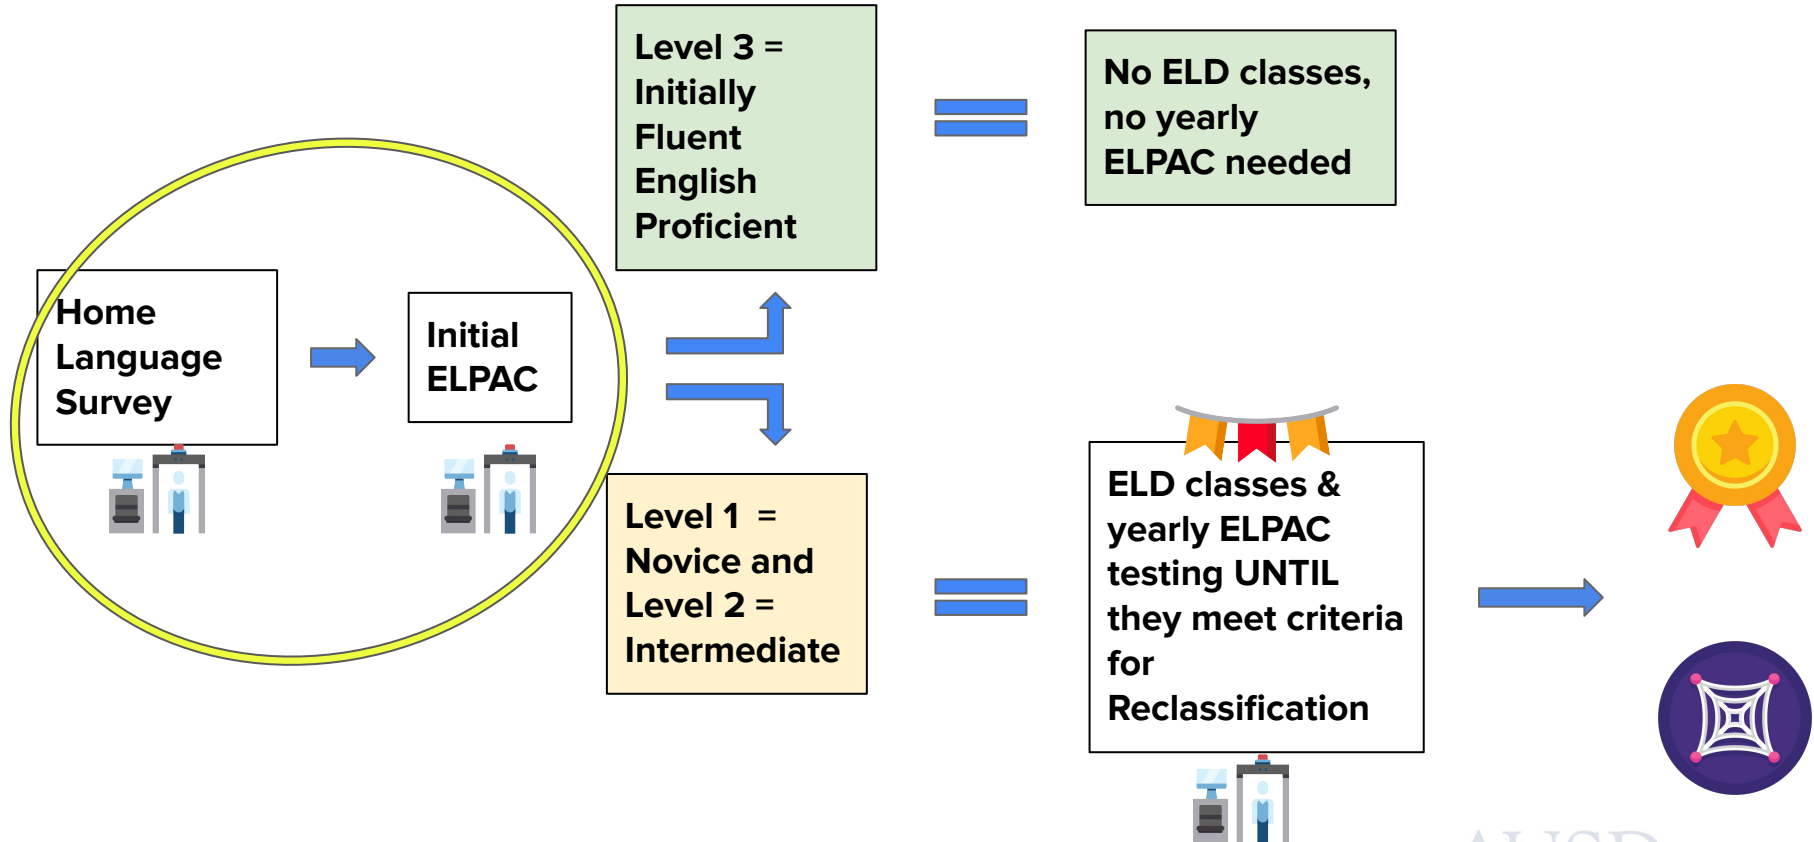 Home
Language
Survey
Initial
ELPAC
Level 3 =
Initially
Fluent
English
Proficient
No ELD classes,
no yearly
ELPAC needed
Level 1 =
Novice and
Level 2 =
Intermediate
ELD classes &
yearly ELPAC
testing UNTIL
they meet criteria
for
Reclassification